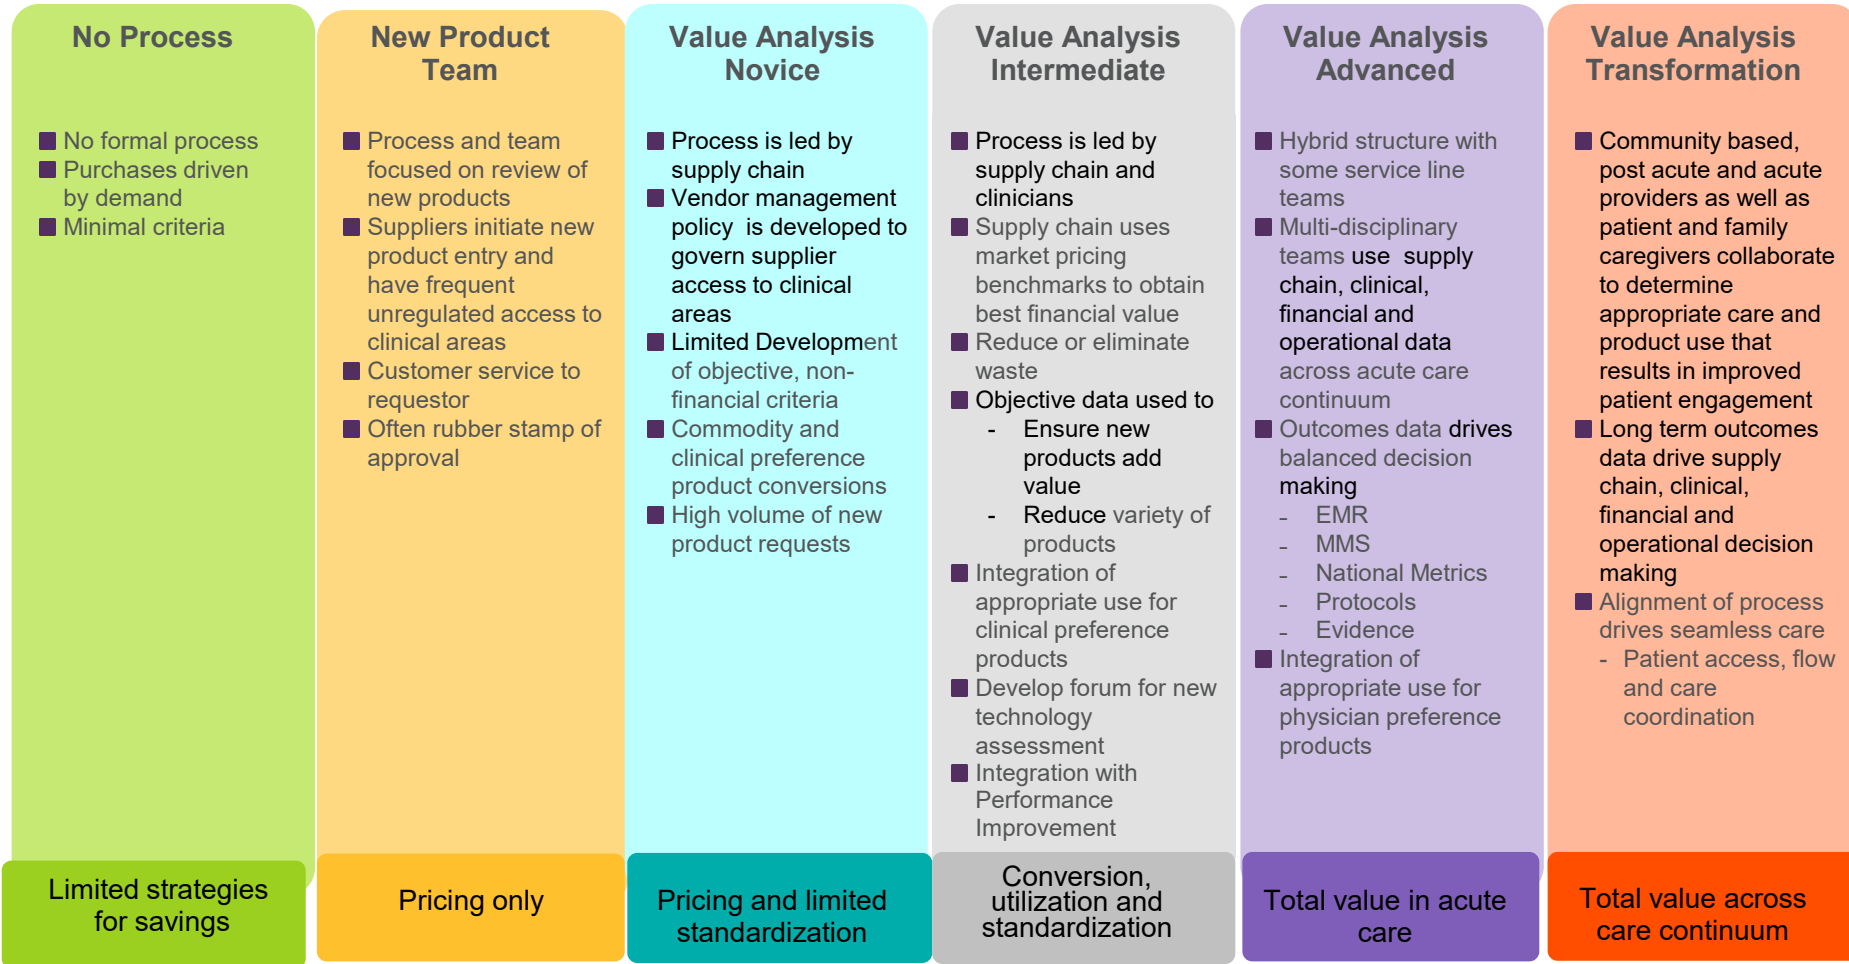 No Process
No formal process
Purchases driven
by demand
Minimal criteria
Limited strategies
for savings
New Product
Team
Process and team
focused on review of
new products
Suppliers initiate new
product entry and
have frequent
unregulated access to
clinical areas
Customer service to
requestor
Often rubber stamp of
approval
Pricing only
Value Analysis
Novice
Process is led by
supply chain
Vendor management
policy is developed to
govern supplier
access to clinical
areas
Limited Development
of objective, non-
financial criteria
Commodity and
clinical preference
product conversions
High volume of new
product requests
Pricing and limited
standardization
Value Analysis
Intermediate
Process is led by
supply chain and
clinicians
Supply chain uses
market pricing
benchmarks to obtain
best financial value
Reduce or eliminate
waste
Objective data used to
- Ensure new
products add
value
- Reduce variety of
products
Integration of
appropriate use for
clinical preference
products
Develop forum for new
technology
assessment
Integration with
Performance
Improvement
Conversion,
utilization and
standardization
Value Analysis
Advanced
Hybrid structure with
some service line
teams
Multi-disciplinary
teams use supply
chain, clinical,
financial and
operational data
across acute care
continuum
Outcomes data drives
balanced decision
making
- EMR
- MMS
- National Metrics
- Protocols
- Evidence
Integration of
appropriate use for
physician preference
products
Total value in acute
care
Value Analysis
Transformation
Community based,
post acute and acute
providers as well as
patient and family
caregivers collaborate
to determine
appropriate care and
product use that
results in improved
patient engagement
Long term outcomes
data drive supply
chain, clinical,
financial and
operational decision
making
Alignment of process
drives seamless care
- Patient access, flow
and care
coordination
Total value across
care continuum